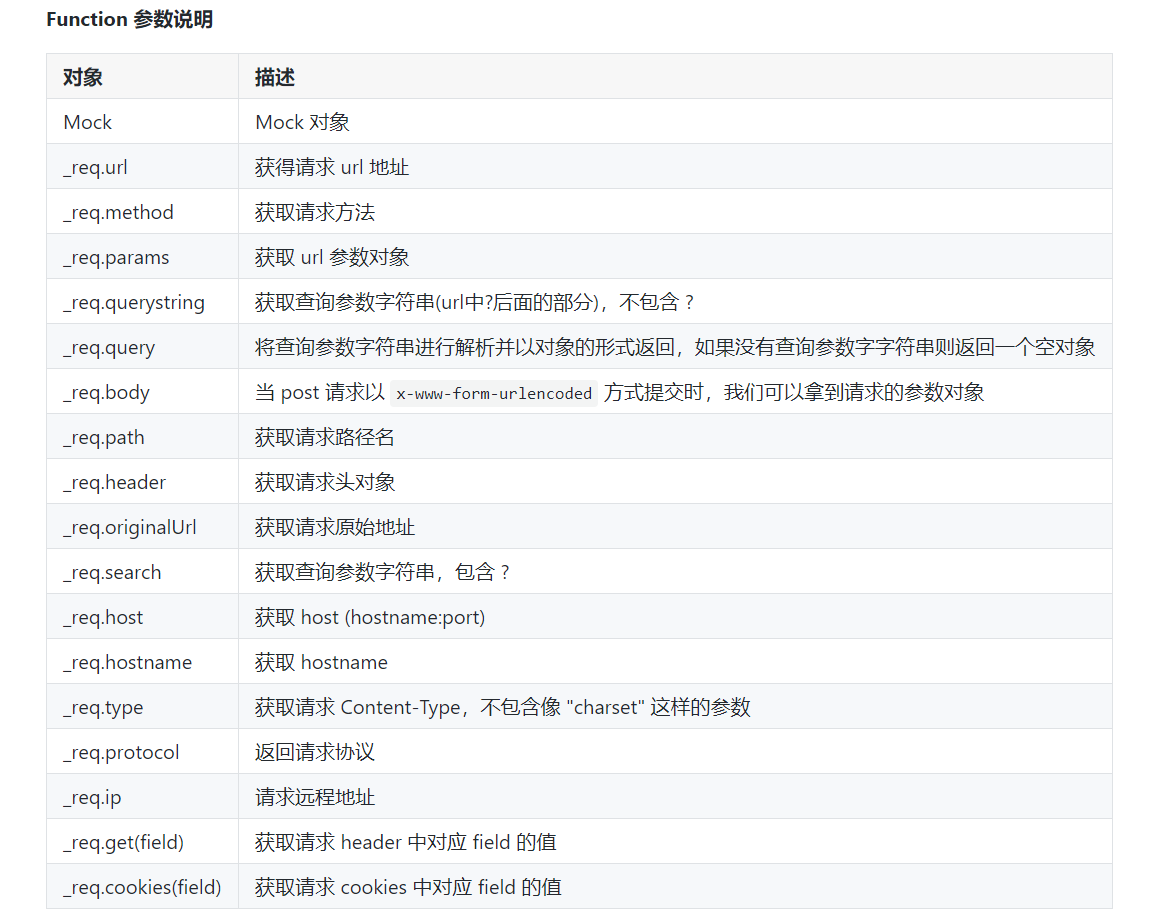 Function 参数说明
对象 描述
Mock Mock 对象
_req.url 获得请求 url 地址
_req.method 获取请求方法
_req.params 获取 url 参数对象
_req.querystring 获取查询参数字符串(url中?后面的部分)，不包含 ?
_req.query 将查询参数字符串进行解析并以对象的形式返回，如果没有查询参数字字符串则返回一个空对象
_req.body 当 post 请求以 x-www-form-urlencoded 方式提交时，我们可以拿到请求的参数对象
_req.path 获取请求路径名
_req.header 获取请求头对象
_req.originalUrl 获取请求原始地址
_req.search 获取查询参数字符串，包含 ?
_req.host 获取 host (hostname:port)
_req.hostname 获取 hostname
_req.type 获取请求 Content-Type，不包含像 "charset" 这样的参数
_req.protocol 返回请求协议
_req.ip 请求远程地址
_req.get(field) 获取请求 header 中对应 field 的值
_req.cookies(field) 获取请求 cookies 中对应 field 的值